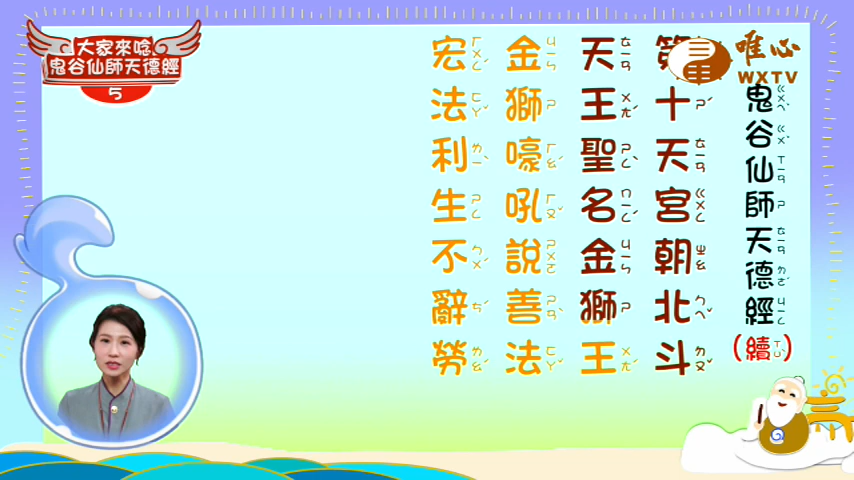 大家來唸
鬼谷仙師天德經
5
唯心
WXTV
鬼谷仙師天德經
(續)
十天宮朝北斗
天王聖名金獅王
金獅嚎吼說善法
宏法利生不辭勞